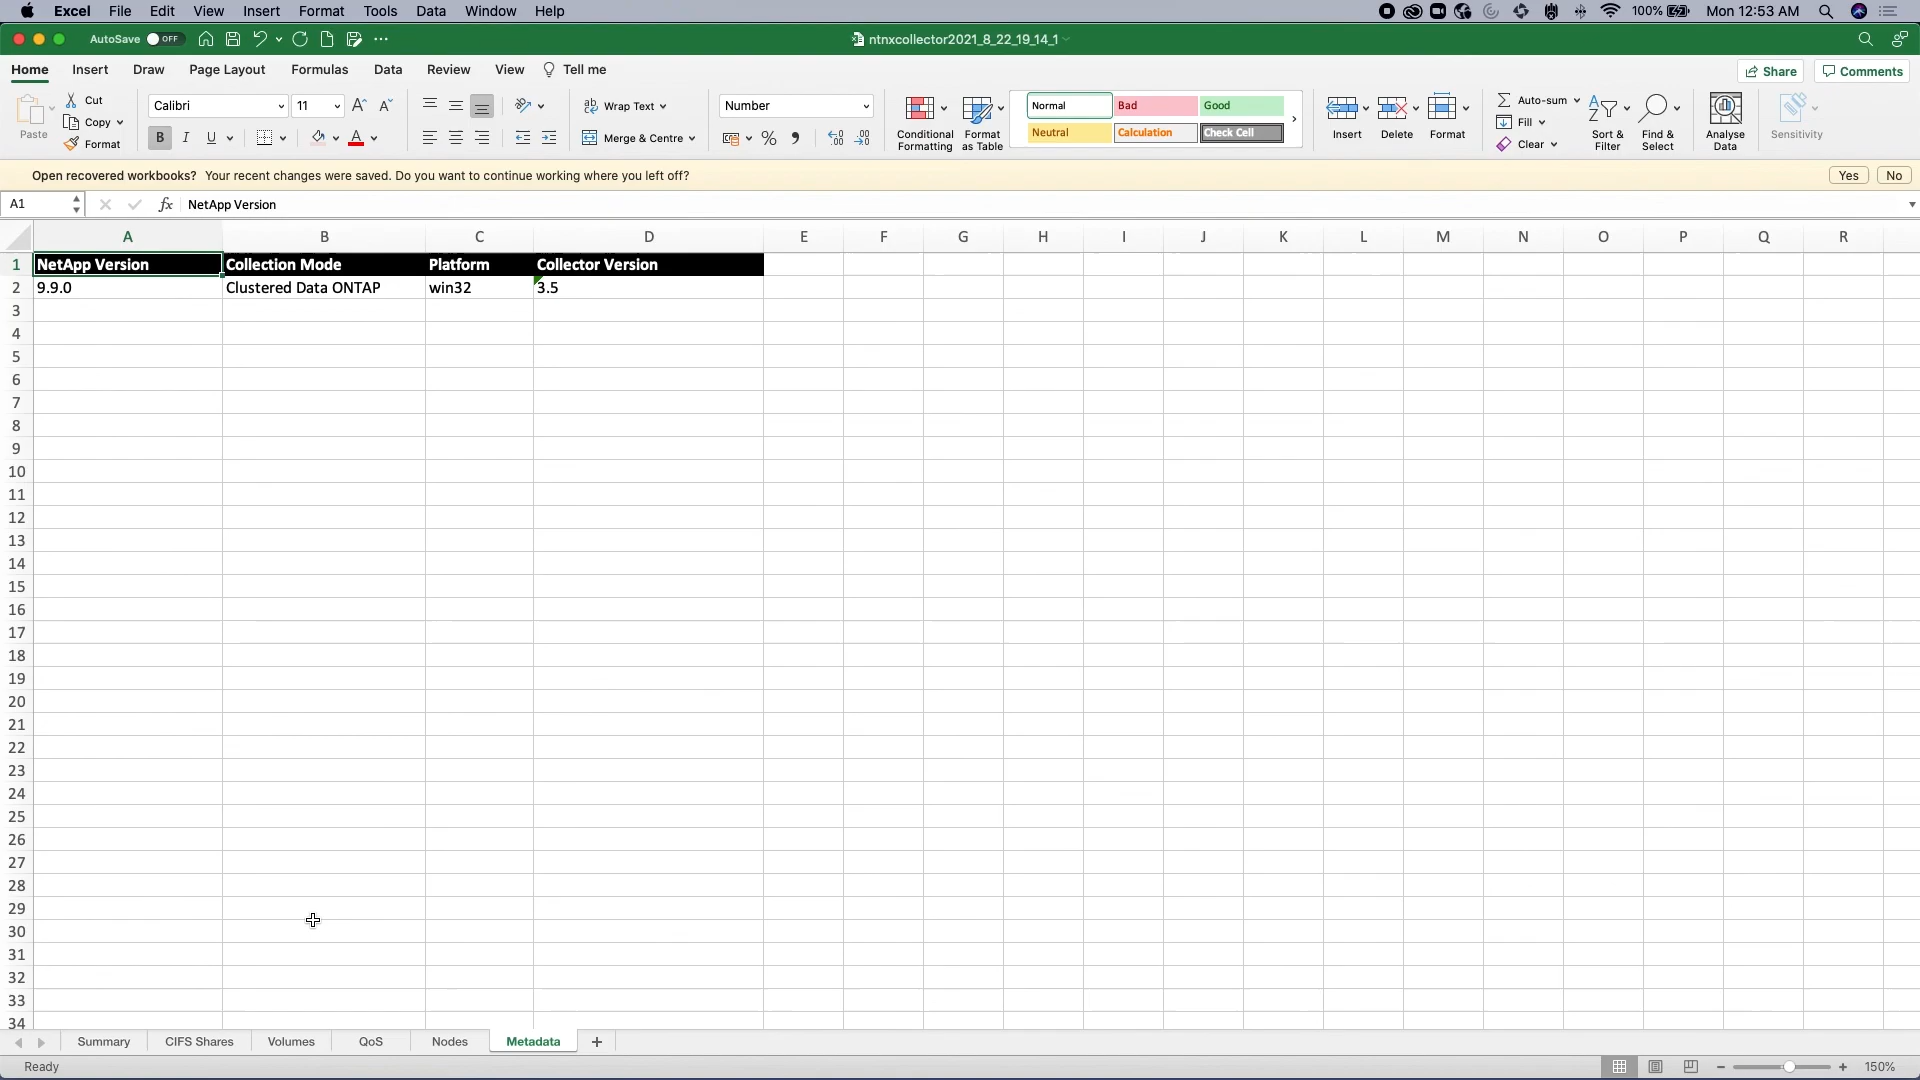 Excel File Edit View Insert Format Tools Data Window Help 100% Mon 12:53 AM
AutoSave OFF ntnxcollector2021_8_22_19_14_1
Home Insert Draw Page Layout Formulas Data Review View Tell me Share Comments
Paste Cut Copy Format
Calibri 11
B I U A
Wrap Text
Merge & Centre
Number
Conditional Formatting
Format as Table
Normal Bad Good
Neutral Calculation Check Cell
Insert Delete Format
Auto-sum
Fill
Clear
Sort & Filter
Find & Select
Analyse Data
Sensitivity
Open recovered workbooks? Your recent changes were saved. Do you want to continue working where you left off? Yes No
A1 fx NetApp Version
A B C D E F G H I J K L M N O P Q R
1 NetApp Version Collection Mode Platform Collector Version
2 9.9.0 Clustered Data ONTAP win32 3.5
3
4
5
6
7
8
9
10
11
12
13
14
15
16
17
18
19
20
21
22
23
24
25
26
27
28
29
30
31
32
33
34
Summary CIFS Shares Volumes QoS Nodes Metadata +
Ready 150%